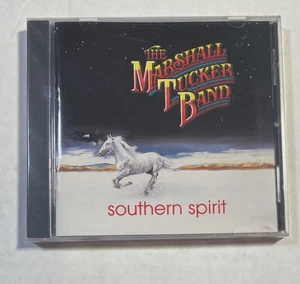 THE
MARSHALL
TUCKER
BAND
southern spirit